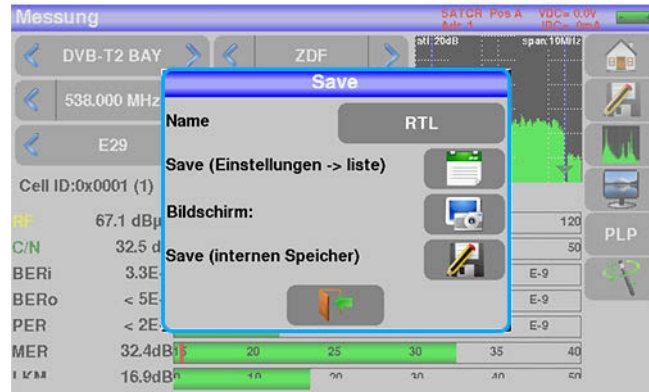 Messung
SATCR Pos A VDC= 0.0V
Adr.1 IDC= 0mA
DVB-T2 BAY
ZDF
att:20dB span:10MHz
538.000 MHz
E29
Cell ID:0x0001 (1)
Save
Name RTL
Save (Einstellungen -> liste)
Bildschirm:
Save (internen Speicher)
PLP
RF 67.1 dBµ 120
C/N 32.5 d 50
BERi 3.3E- E-9
BERo < 5E- E-9
PER < 2E- E-9
MER 32.4dB 15 20 25 30 35 40
LKM 16.9dB 0 10 20 30 40 50